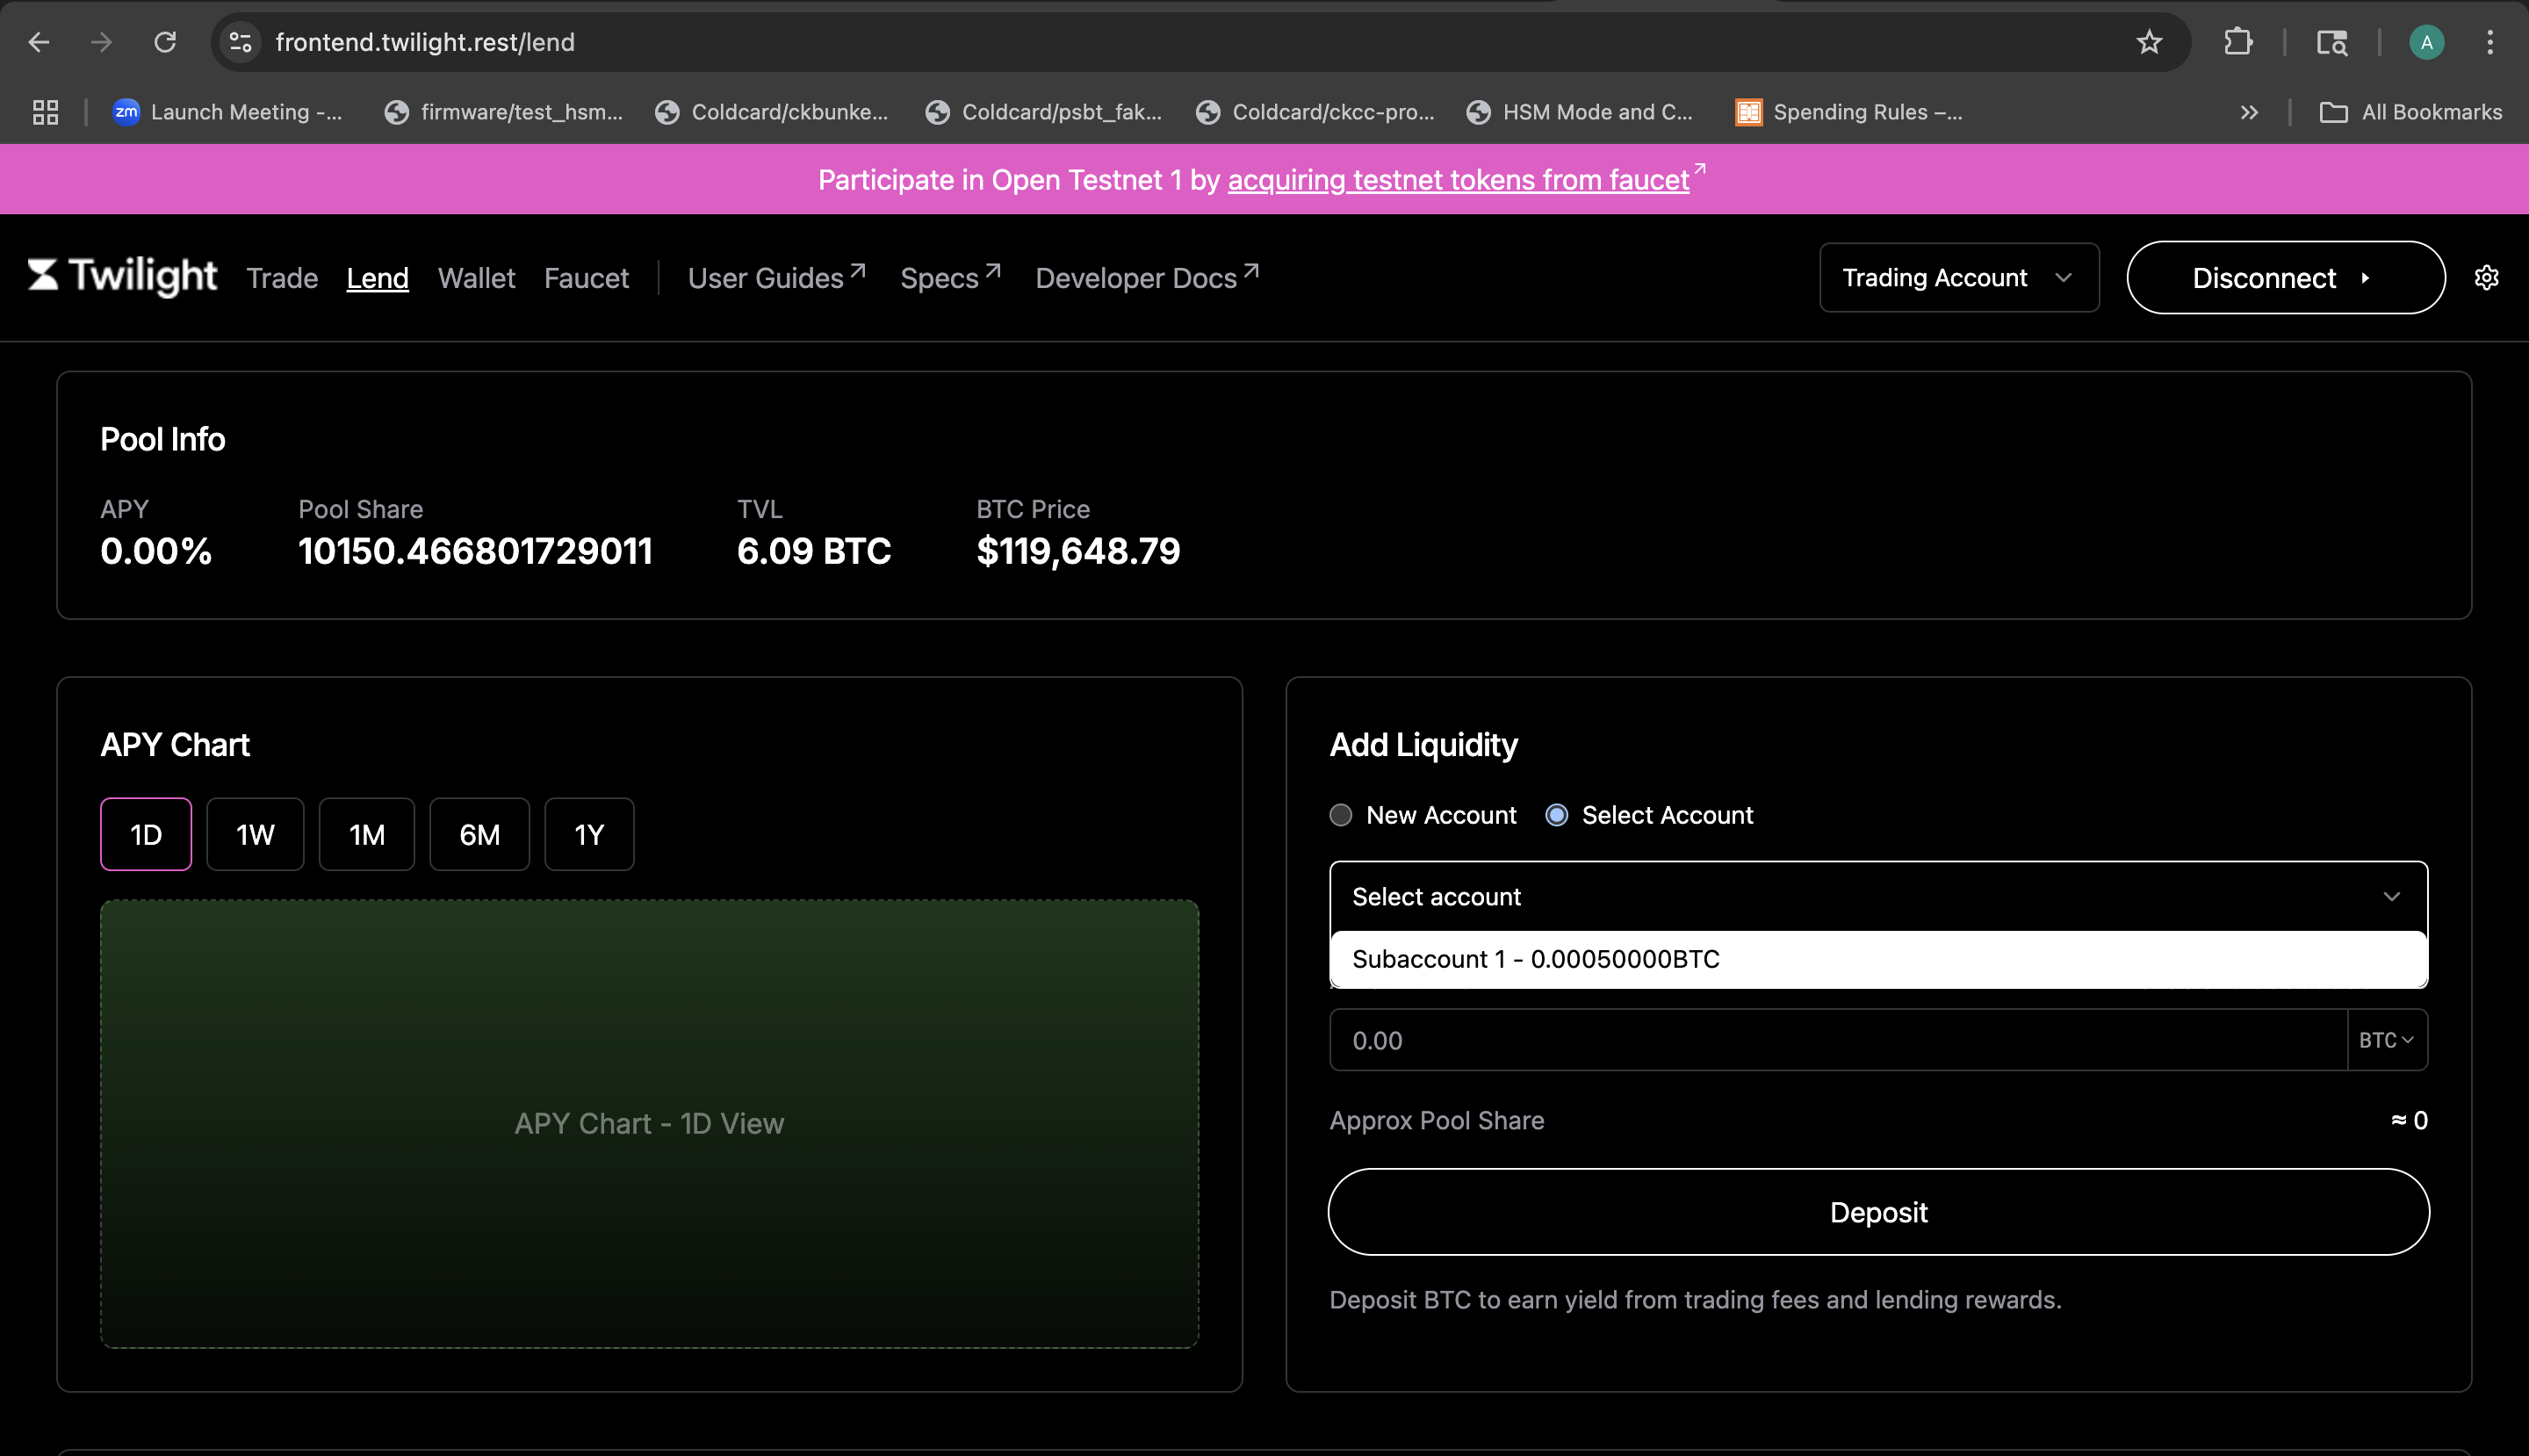 frontend.twilight.rest/lend
A
zm Launch Meeting -... firmware/test_hsm... Coldcard/ckbunke... Coldcard/psbt_fak... Coldcard/ckcc-pro... HSM Mode and C... Spending Rules –... All Bookmarks
Participate in Open Testnet 1 by acquiring testnet tokens from faucet
Twilight Trade Lend Wallet Faucet User Guides Specs Developer Docs Trading Account Disconnect
Pool Info
APY Pool Share TVL BTC Price
0.00% 10150.466801729011 6.09 BTC $119,648.79
APY Chart
1D 1W 1M 6M 1Y
APY Chart - 1D View
Add Liquidity
New Account Select Account
Select account
Subaccount 1 - 0.00050000BTC
0.00 BTC
Approx Pool Share ≈ 0
Deposit
Deposit BTC to earn yield from trading fees and lending rewards.